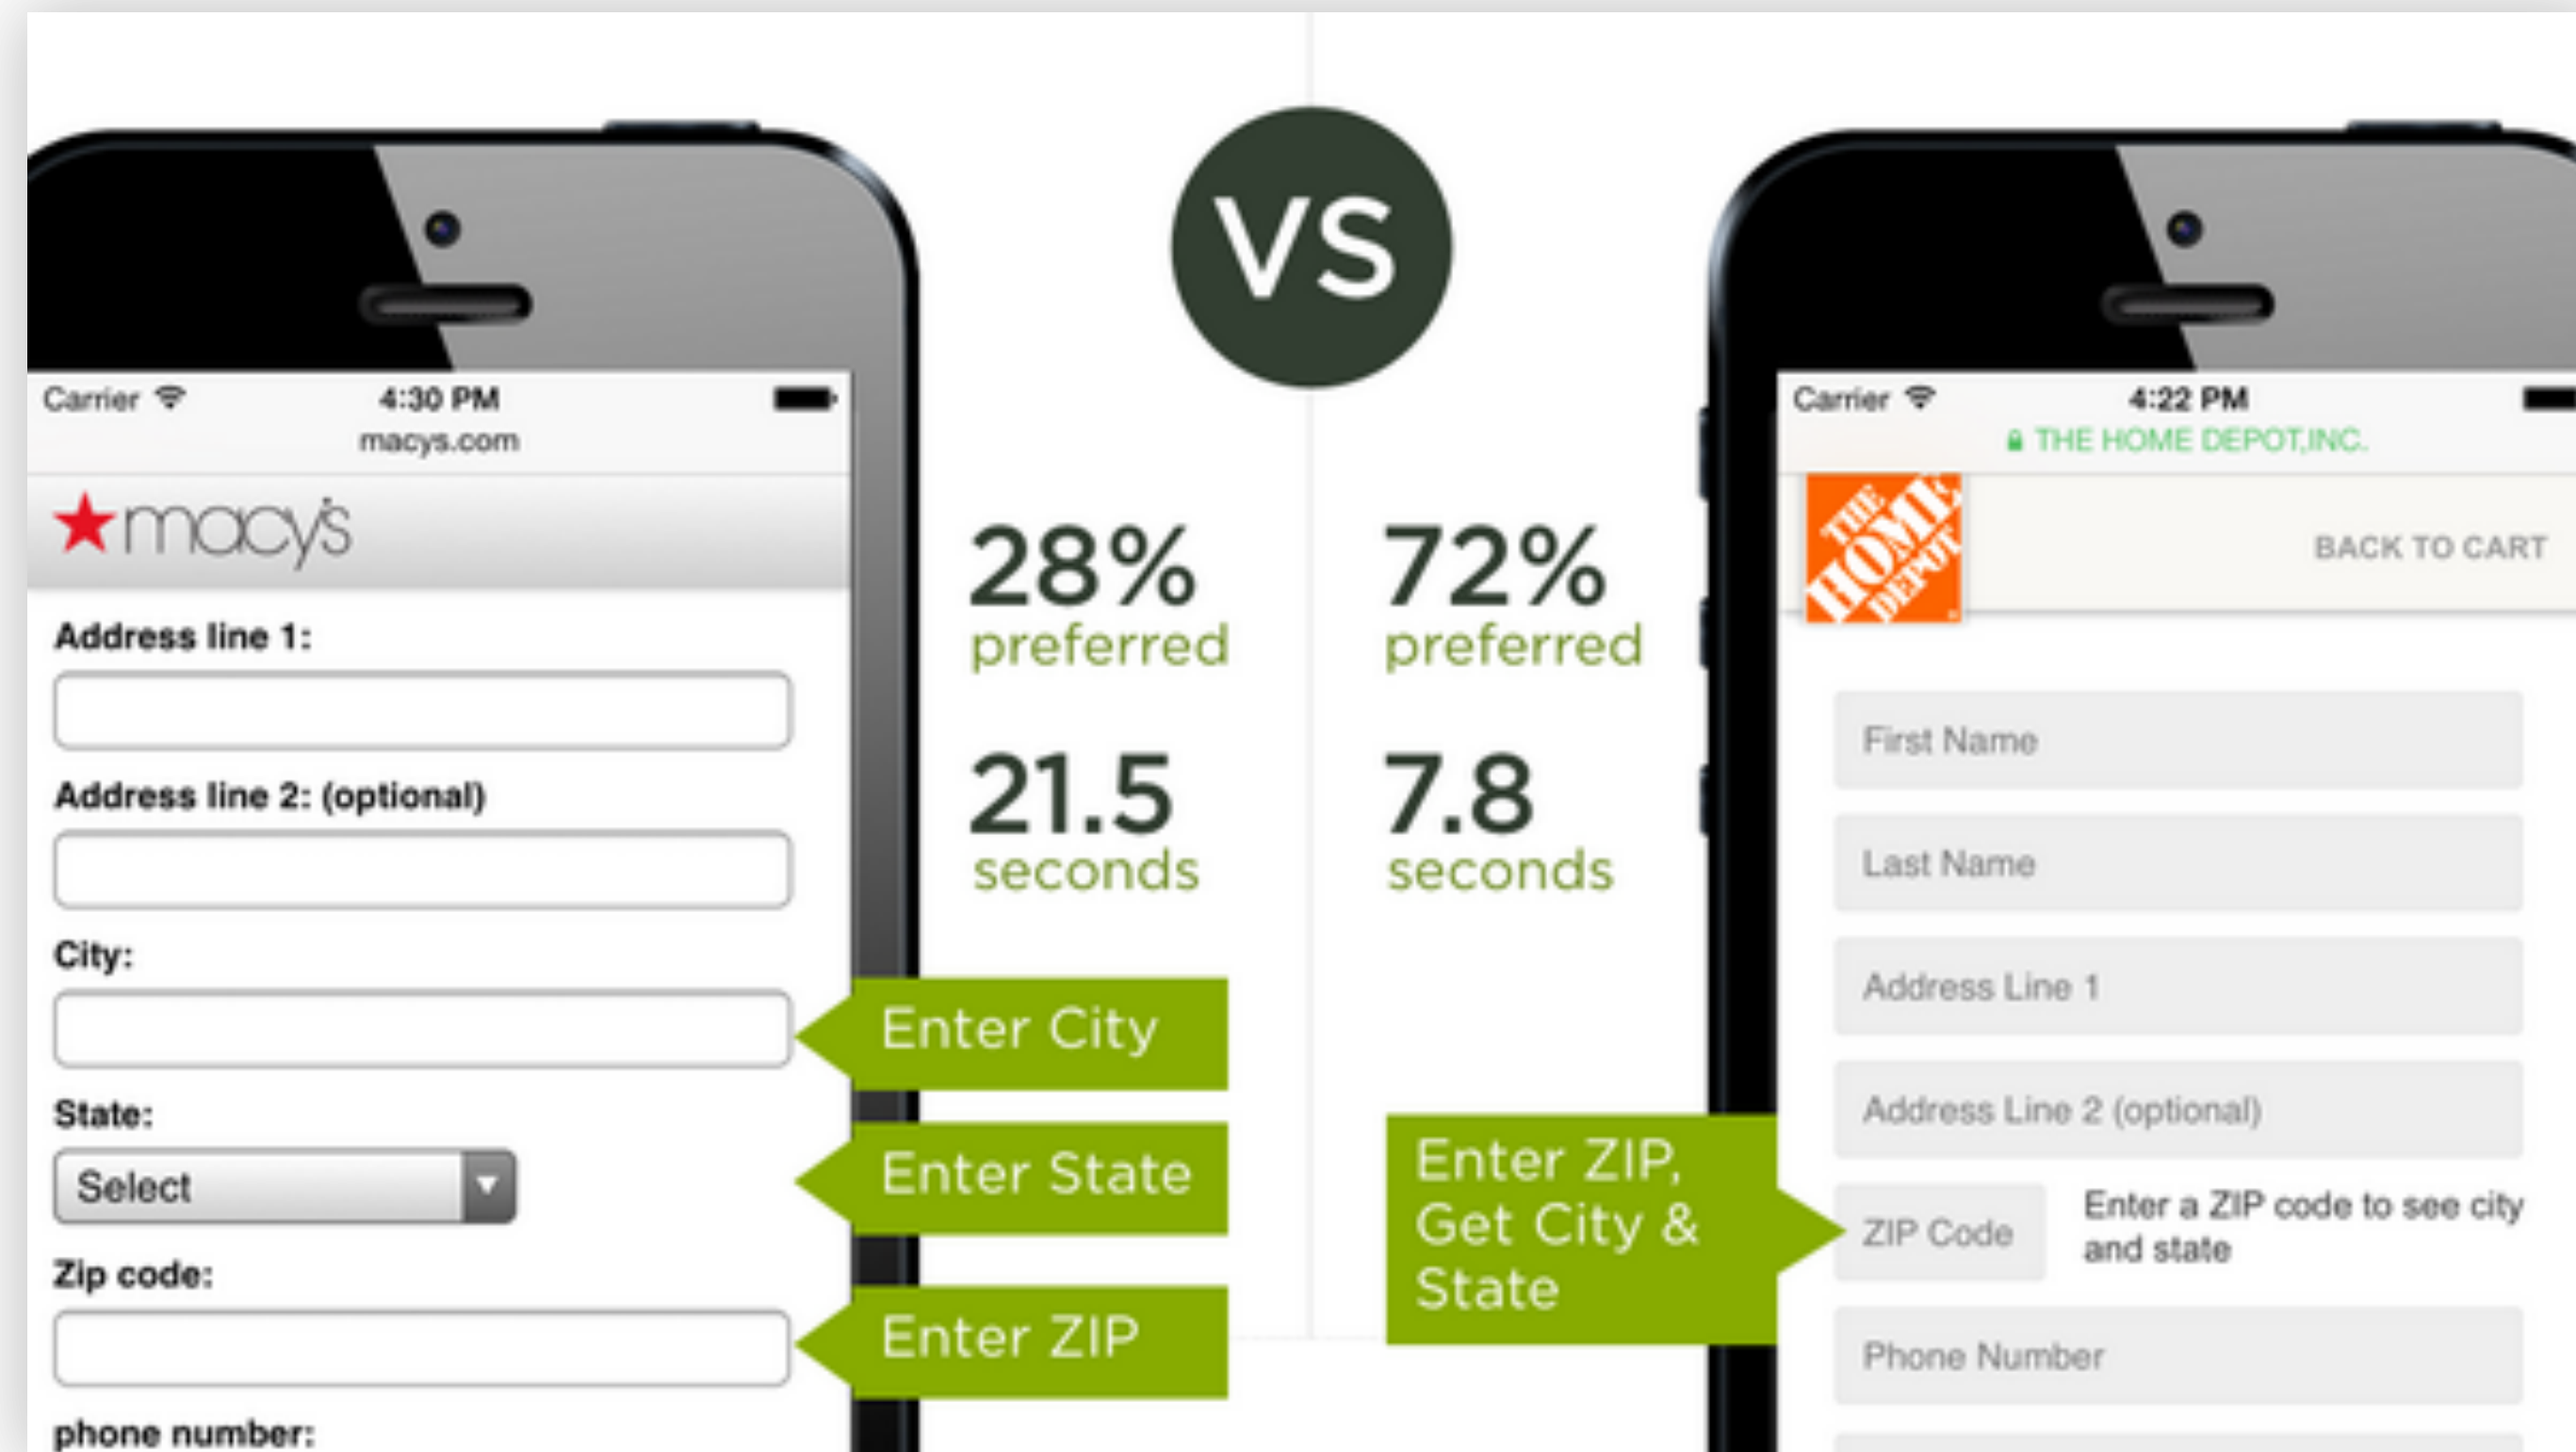 VS
Carrier
4:30 PM
macys.com
macy's
Address line 1:
Address line 2: (optional)
City:
State:
Select
Zip code:
phone number:
28%
preferred
21.5
seconds
Enter City
Enter State
Enter ZIP
72%
preferred
7.8
seconds
Enter ZIP,
Get City &
State
Carrier
4:22 PM
THE HOME DEPOT,INC.
THE
HOME
DEPOT
BACK TO CART
First Name
Last Name
Address Line 1
Address Line 2 (optional)
ZIP Code
Enter a ZIP code to see city
and state
Phone Number